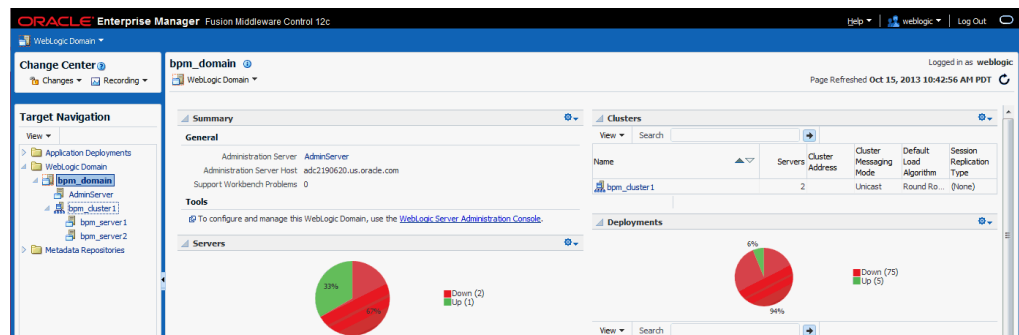 ORACLE Enterprise Manager Fusion Middleware Control 12c
Help weblogic Log Out
WebLogic Domain
Change Center
Changes Recording
bpm_domain
WebLogic Domain
Logged in as weblogic
Page Refreshed Oct 15, 2013 10:42:56 AM PDT
Target Navigation
View
Application Deployments
WebLogic Domain
bpm_domain
AdminServer
bpm_cluster1
bpm_server1
bpm_server2
Metadata Repositories
Summary
General
Administration Server AdminServer
Administration Server Host adc2190620.us.oracle.com
Support Workbench Problems 0
Tools
To configure and manage this WebLogic Domain, use the WebLogic Server Administration Console.
Servers
33%
67%
Down (2)
Up (1)
Clusters
View Search
Name Servers Cluster Address Cluster Messaging Mode Default Load Algorithm Session Replication Type
bpm_cluster1 2 Unicast Round Ro... (None)
Deployments
6%
94%
Down (75)
Up (5)
View Search